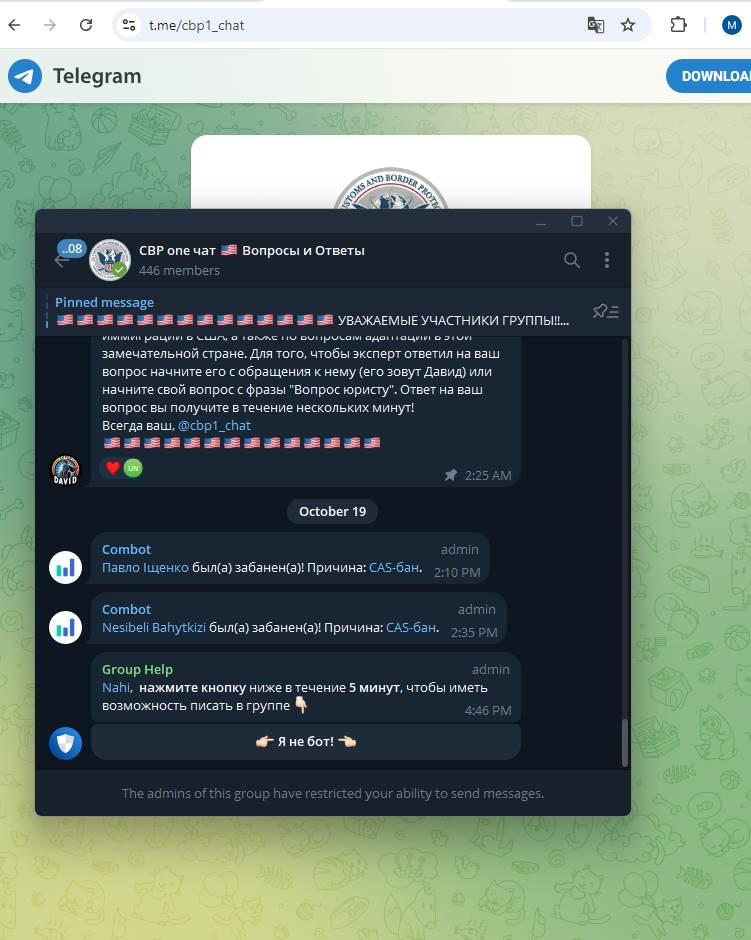 t.me/cbp1_chat
M
Telegram
DOWNLOA
CUSTOMS AND BORDER PROTE
..08
CBP one чат 🇺🇸 Вопросы и Ответы
446 members
Pinned message
🇺🇸 🇺🇸 🇺🇸 🇺🇸 🇺🇸 🇺🇸 🇺🇸 🇺🇸 🇺🇸 🇺🇸 🇺🇸 🇺🇸 🇺🇸 🇺🇸 УВАЖАЕМЫЕ УЧАСТНИКИ ГРУППЫ!!...
иммиграции в США, а также по вопросам адаптации в этой
замечательной стране. Для того, чтобы эксперт ответил на ваш
вопрос начните его с обращения к нему (его зовут Давид) или
начните свой вопрос с фразы "Вопрос юристу". Ответ на ваш
вопрос вы получите в течение нескольких минут!
Всегда ваш, @cbp1_chat
🇺🇸 🇺🇸 🇺🇸 🇺🇸 🇺🇸 🇺🇸 🇺🇸 🇺🇸 🇺🇸 🇺🇸 🇺🇸 🇺🇸 🇺🇸 🇺🇸
DAVID
❤️ UN
2:25 AM
October 19
Combot admin
Павло Іщенко был(а) забанен(а)! Причина: CAS-бан. 2:10 PM
Combot admin
Nesibeli Bahytkizi был(а) забанен(а)! Причина: CAS-бан. 2:35 PM
Group Help admin
Nahi, нажмите кнопку ниже в течение 5 минут, чтобы иметь
возможность писать в группе 👇🏻 4:46 PM
👉🏻 Я не бот! 👈🏻
The admins of this group have restricted your ability to send messages.